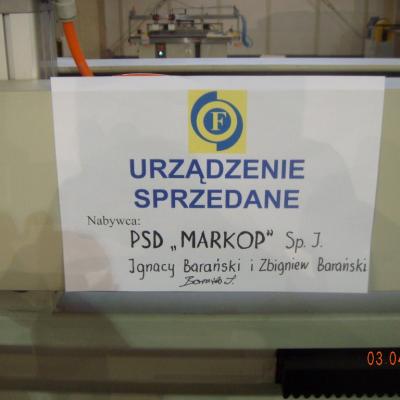 F
URZĄDZENIE
SPRZEDANE
Nabywca:
PSD „MARKOP" Sp. J.
Ignacy Barański i Zbigniew Barański
03.04